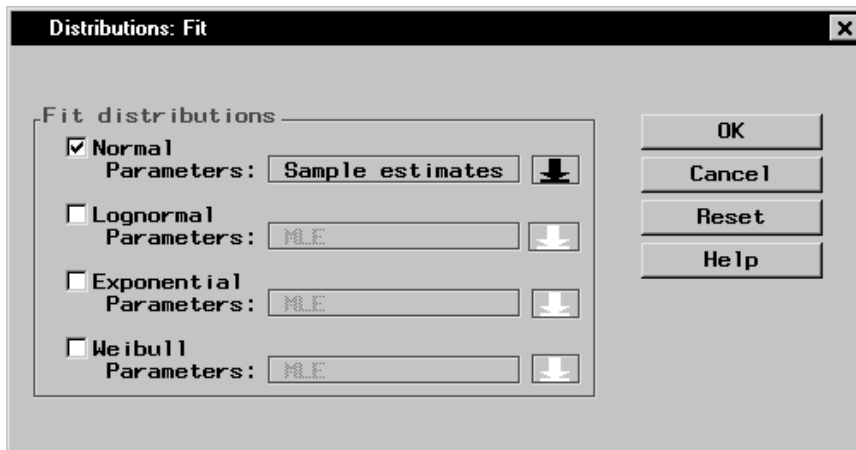 Distributions: Fit
Fit distributions
Normal
Parameters: Sample estimates
Lognormal
Parameters: MLE
Exponential
Parameters: MLE
Weibull
Parameters: MLE
OK
Cancel
Reset
Help